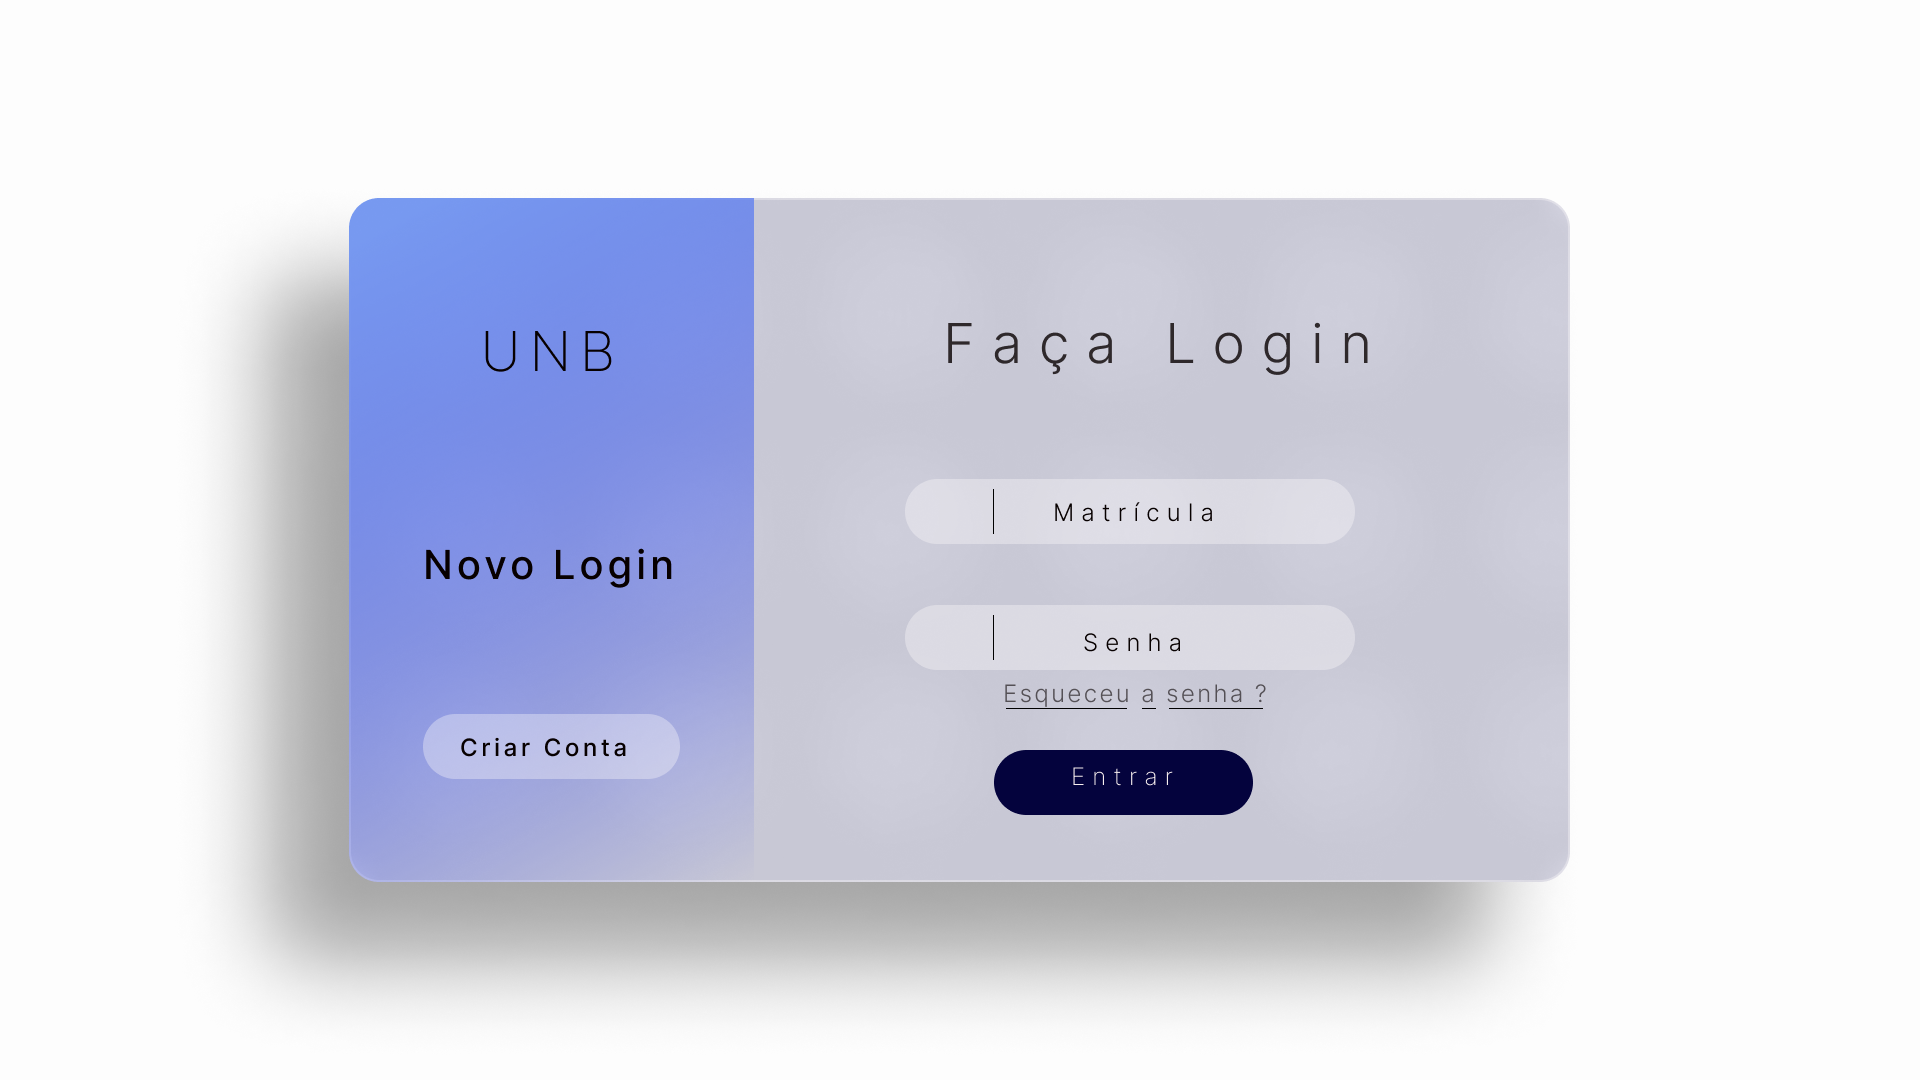 UNB
Novo Login
Criar Conta
Faça Login
Matrícula
Senha
Esqueceu a senha ?
Entrar